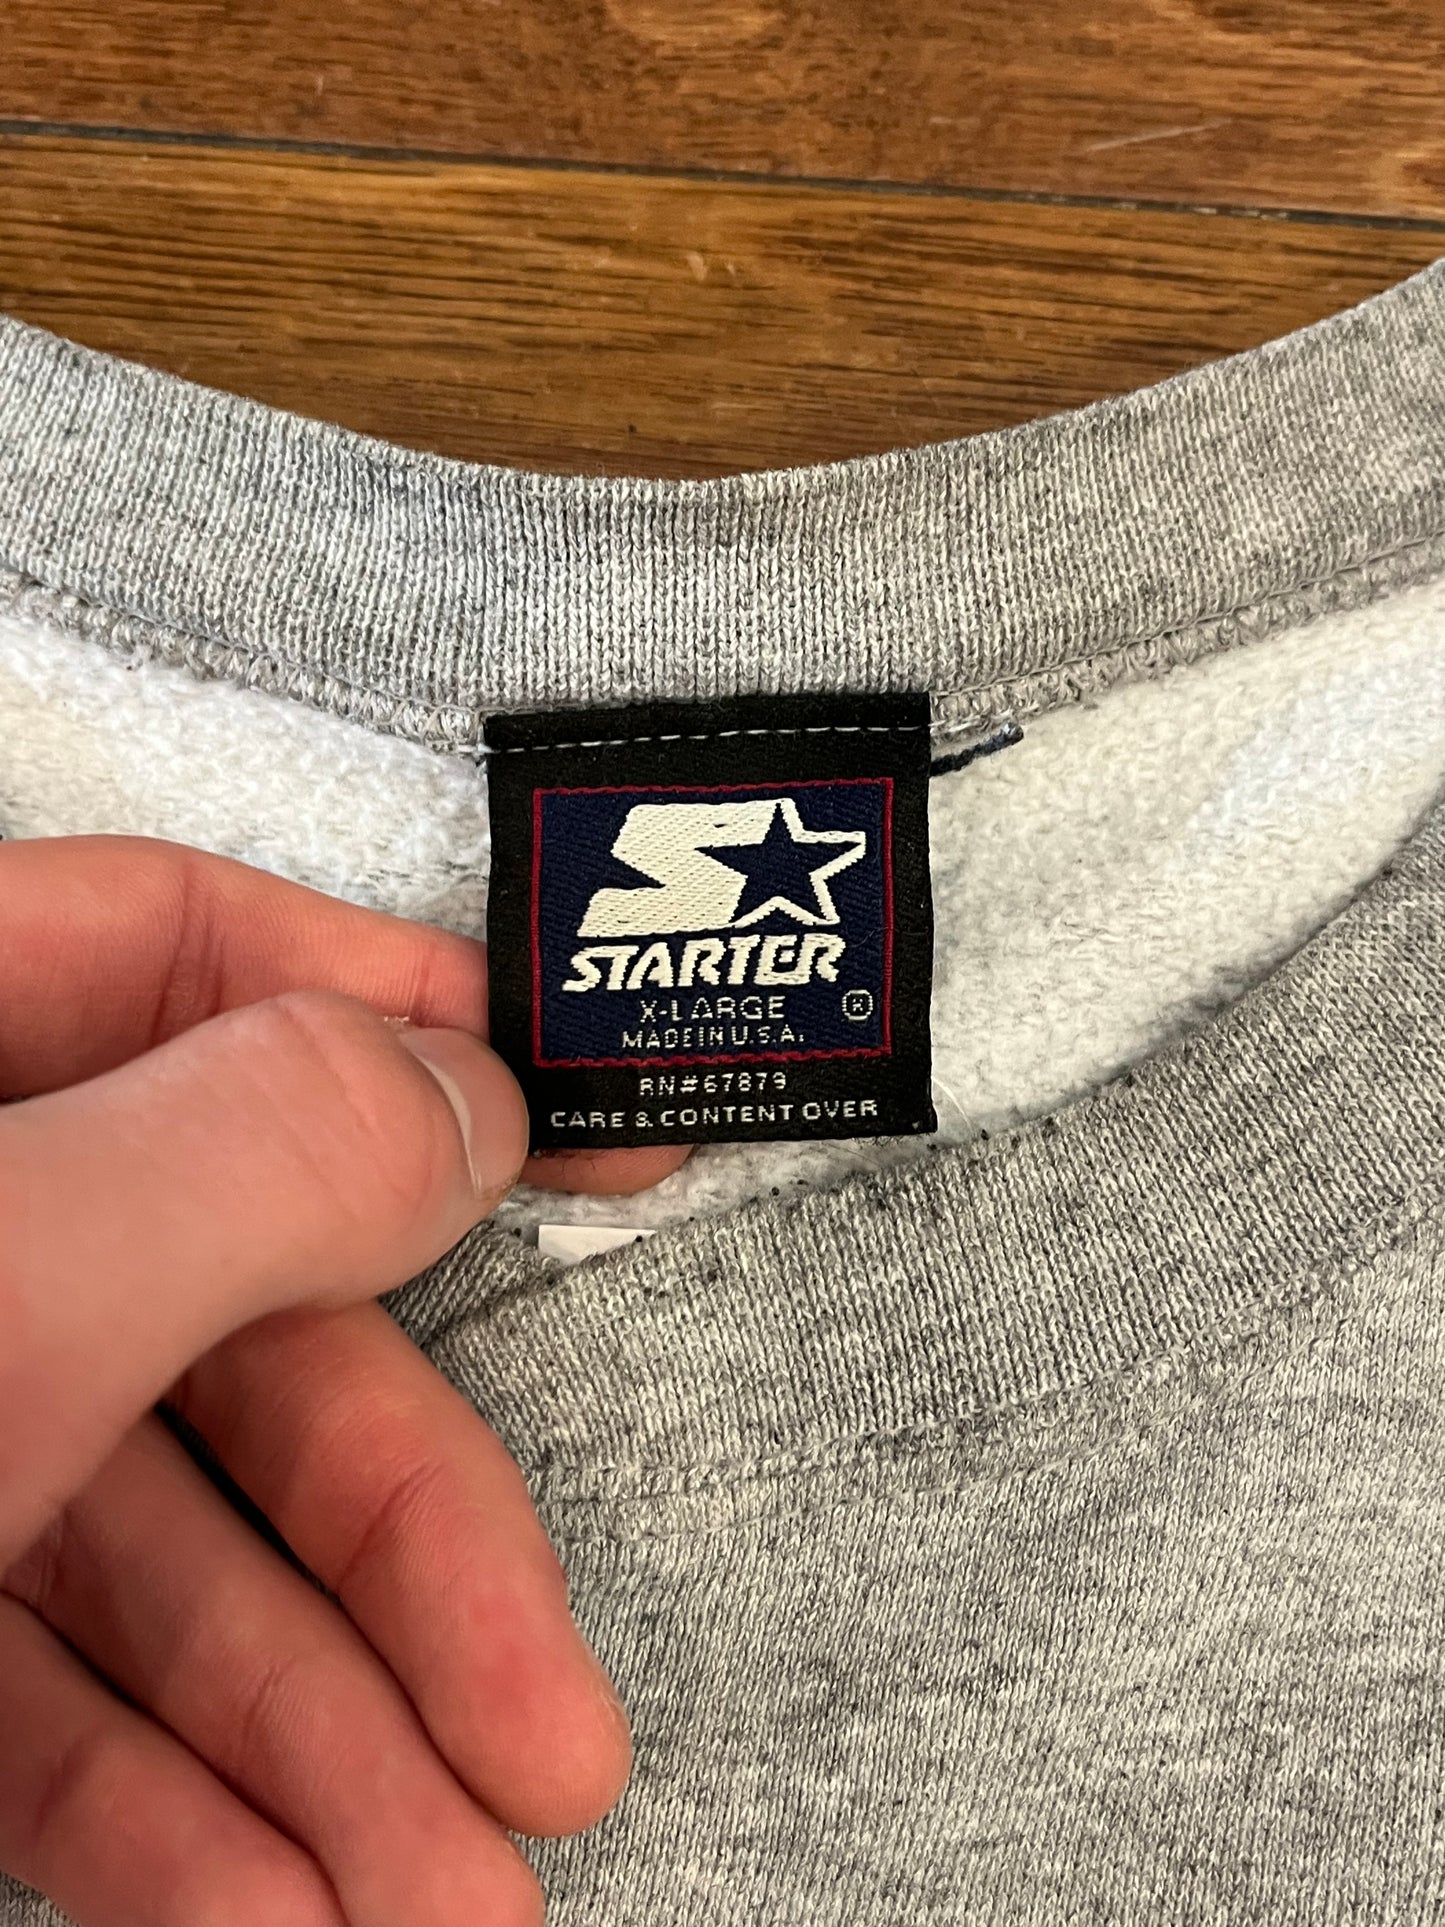 STARTER
X-LARGE ®
MADE IN U.S.A.
RN#67879
CARE & CONTENT OVER